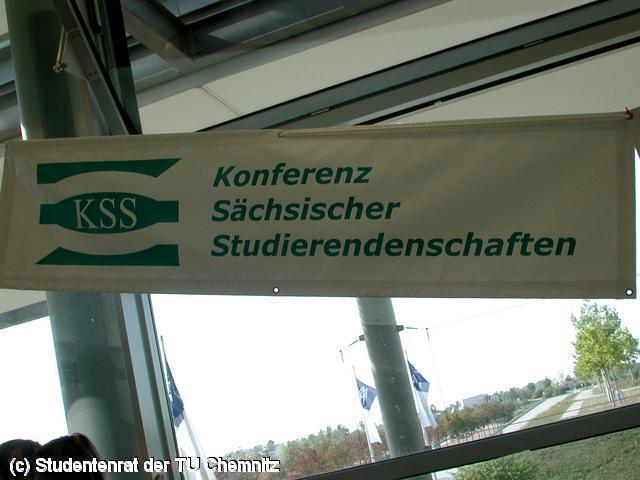 KSS
Konferenz
Sächsischer
Studierendenschaften
(c) Studentenrat der TU Chemnitz